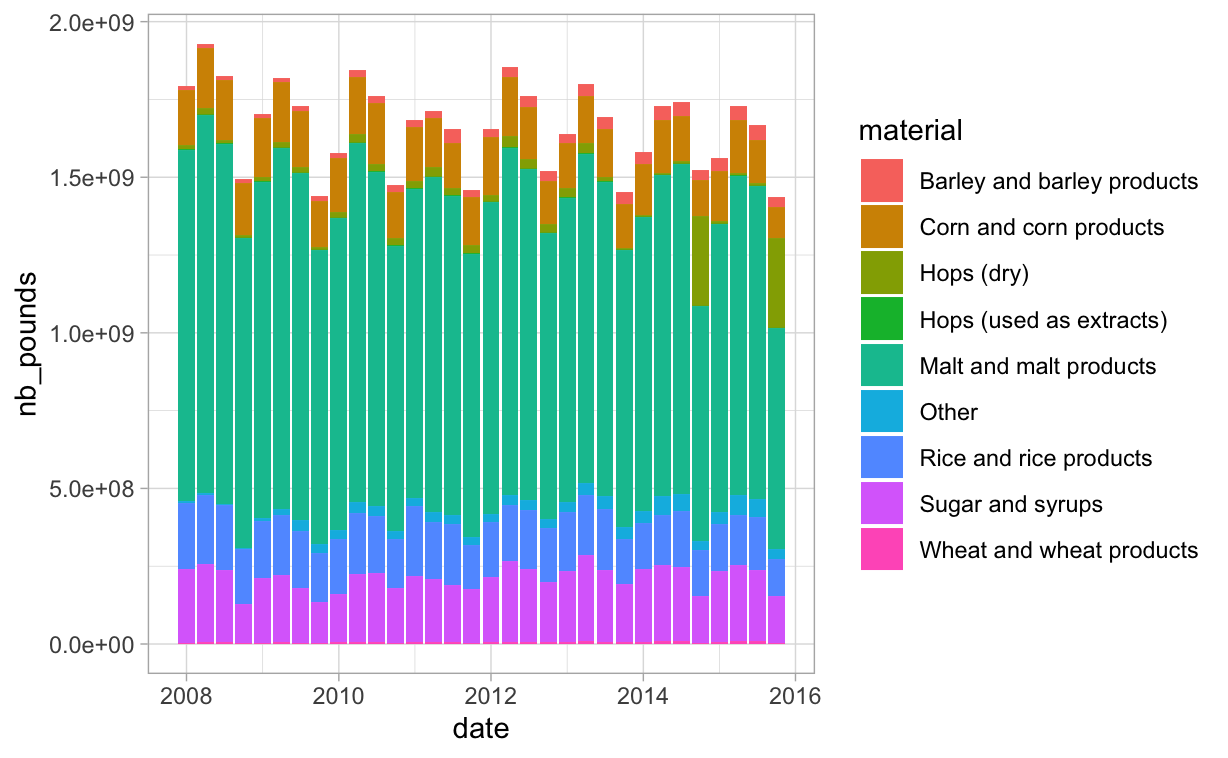 2.0e+09
1.5e+09
1.0e+09
5.0e+08
0.0e+00
nb_pounds
2008 2010 2012 2014 2016
date
material
Barley and barley products
Corn and corn products
Hops (dry)
Hops (used as extracts)
Malt and malt products
Other
Rice and rice products
Sugar and syrups
Wheat and wheat products